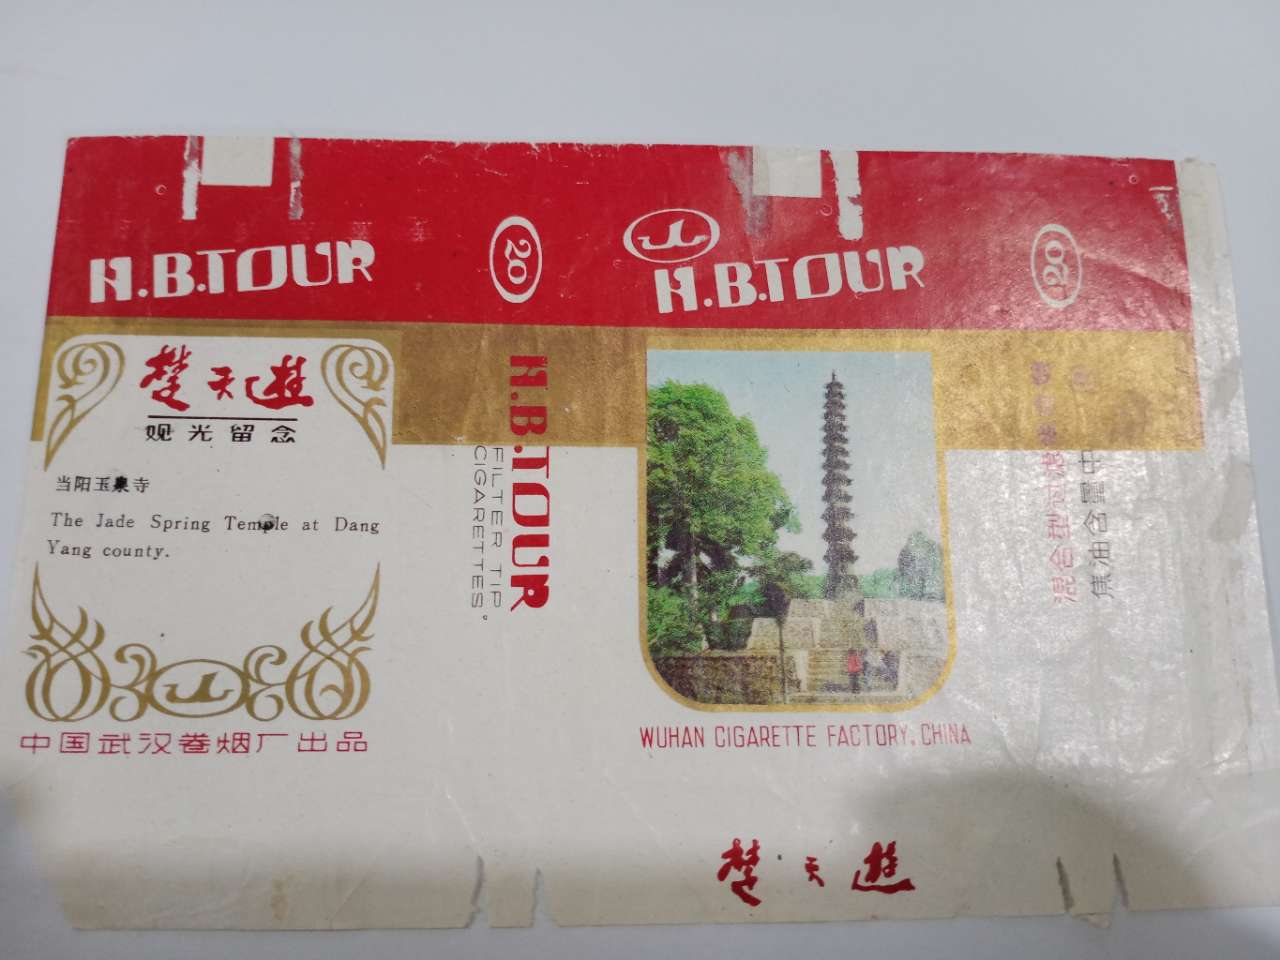 H.B.TOUR
楚天遊
观光留念
当阳玉泉寺
The Jade Spring Temple at Dang
Yang county.
中国武汉卷烟厂出品
20
H.B.TOUR
FILTER TIP
CIGARETTES
H.B.TOUR
WUHAN CIGARETTE FACTORY, CHINA
楚天遊
20
混合型
焦油含量中